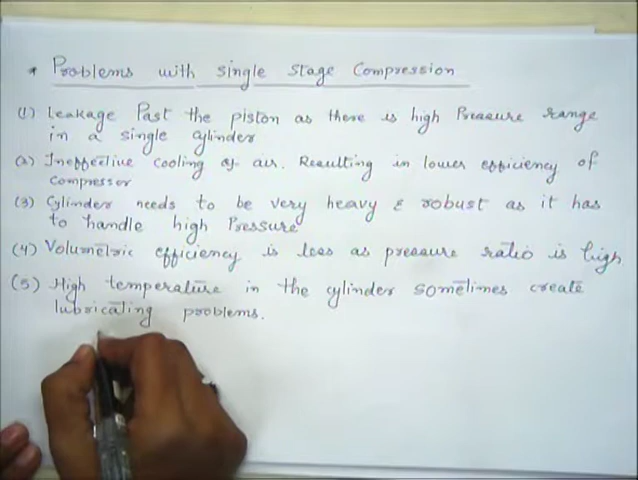 * Problems with single stage Compression
(1) Leakage Past the piston as there is high Pressure range
in a single cylinder
(2) Ineffective cooling of air. Resulting in lower efficiency of
compressor
(3) Cylinder needs to be very heavy & robust as it has
to handle high Pressure
(4) Volumetric efficiency is less as pressure ratio is high
(5) High temperature in the cylinder sometimes create
lubricating problems.